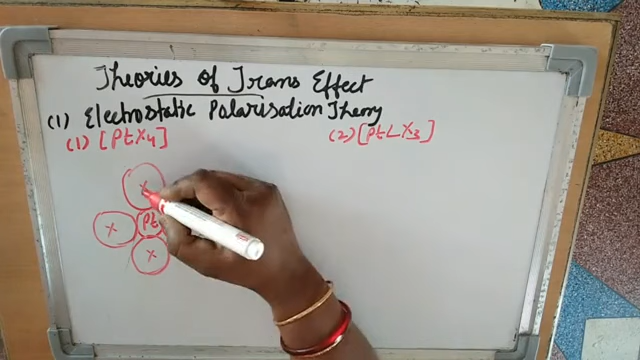 Theories of Trans Effect
(1) Electrostatic Polarisation Theory
(1) [PtX4] (2) [PtLX3]
X
X Pt
X